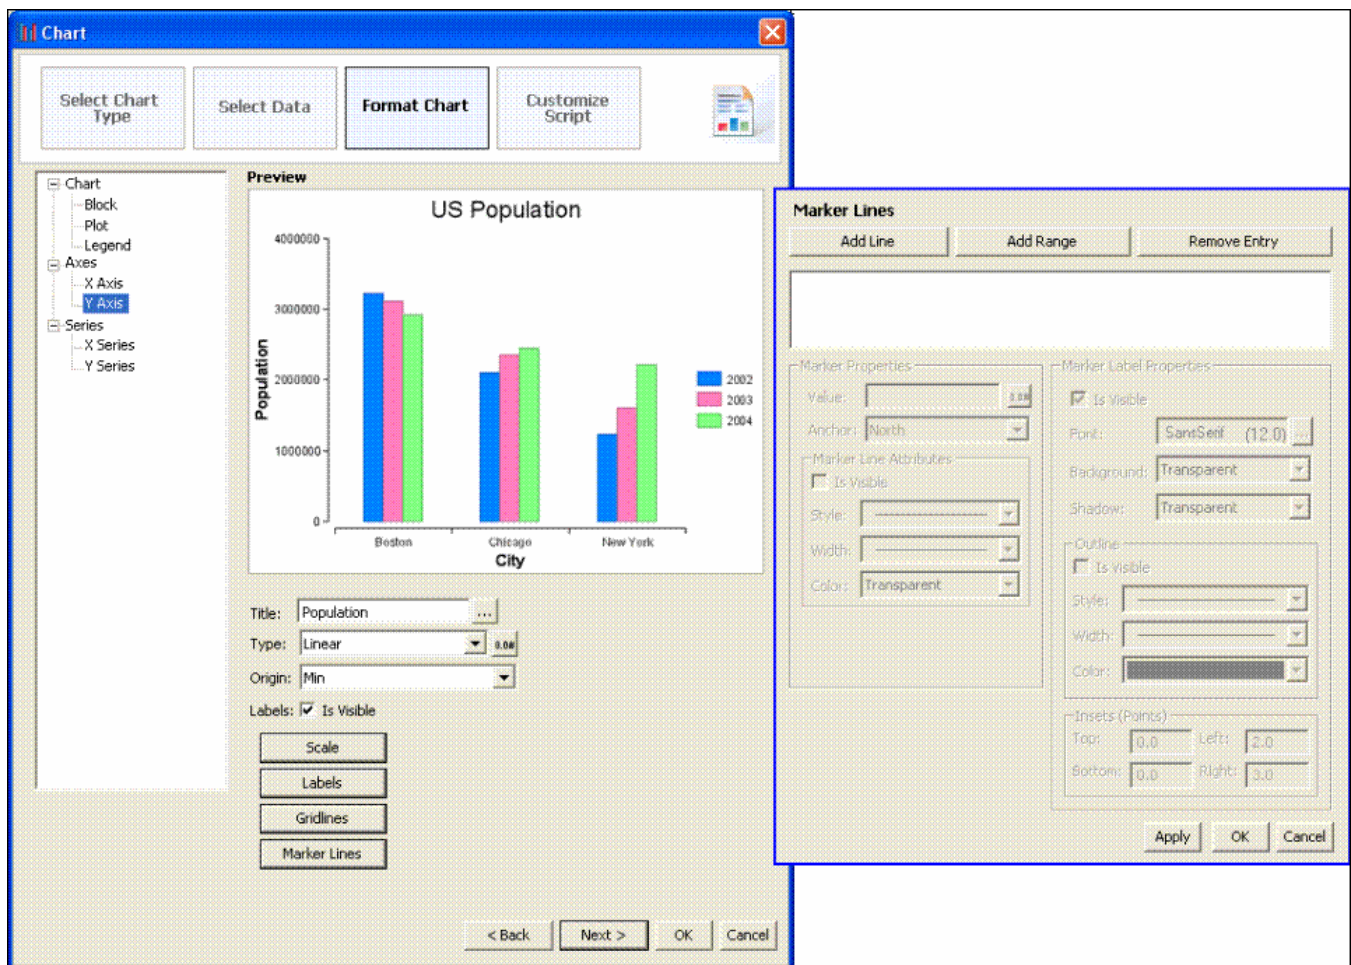 Chart
Select Chart Type
Select Data
Format Chart
Customize Script
Chart
Block
Plot
Legend
Axes
X Axis
Y Axis
Series
X Series
Y Series
Preview
US Population
4000000
3000000
2000000
1000000
0
Population
Boston
Chicago
New York
City
2002
2003
2004
Title: Population ...
Type: Linear 0.0#
Origin: Min
Labels: Is Visible
Scale
Labels
Gridlines
Marker Lines
< Back
Next >
OK
Cancel
Marker Lines
Add Line
Add Range
Remove Entry
Marker Properties
Value: 0.0#
Anchor: North
Marker Line Attributes
Is Visible
Style:
Width:
Color: Transparent
Marker Label Properties
Is Visible
Font: SansSerif (12.0) ...
Background: Transparent
Shadow: Transparent
Outline
Is Visible
Style:
Width:
Color:
Insets (Points)
Top: 0.0 Left: 2.0
Bottom: 0.0 Right: 3.0
Apply
OK
Cancel